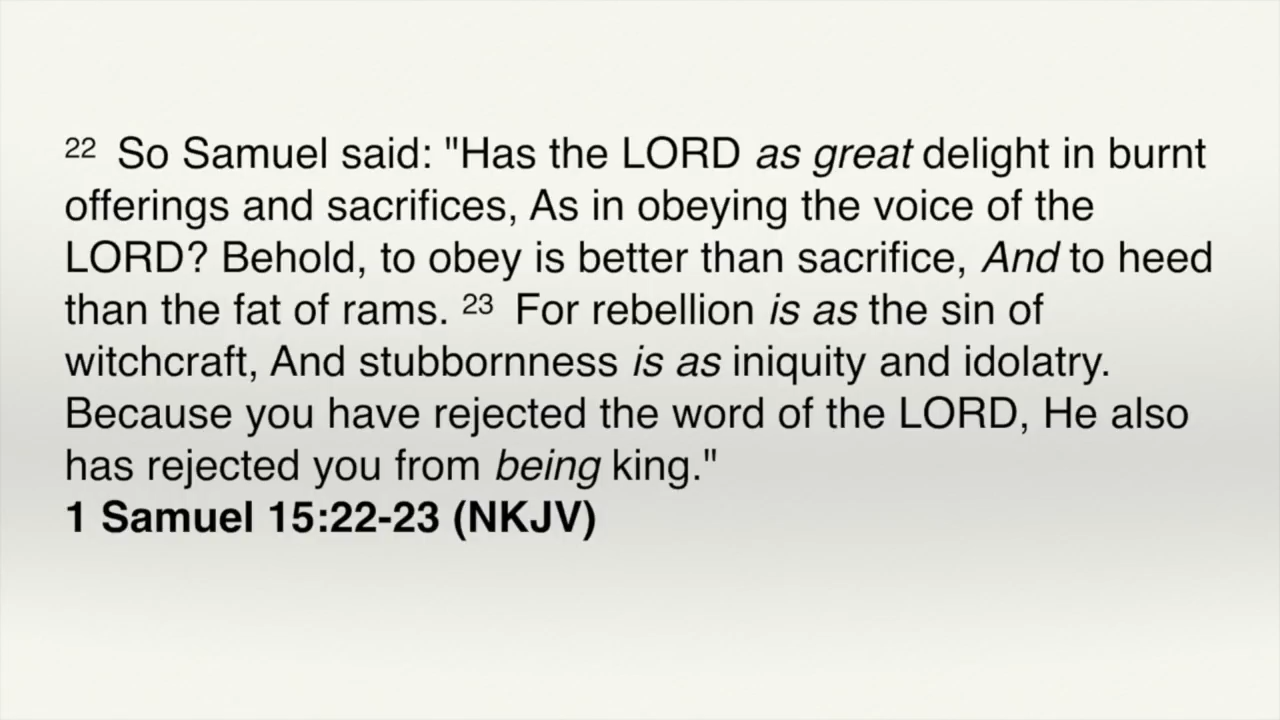 22 So Samuel said: "Has the LORD as great delight in burnt
offerings and sacrifices, As in obeying the voice of the
LORD? Behold, to obey is better than sacrifice, And to heed
than the fat of rams. 23 For rebellion is as the sin of
witchcraft, And stubbornness is as iniquity and idolatry.
Because you have rejected the word of the LORD, He also
has rejected you from being king."
1 Samuel 15:22-23 (NKJV)